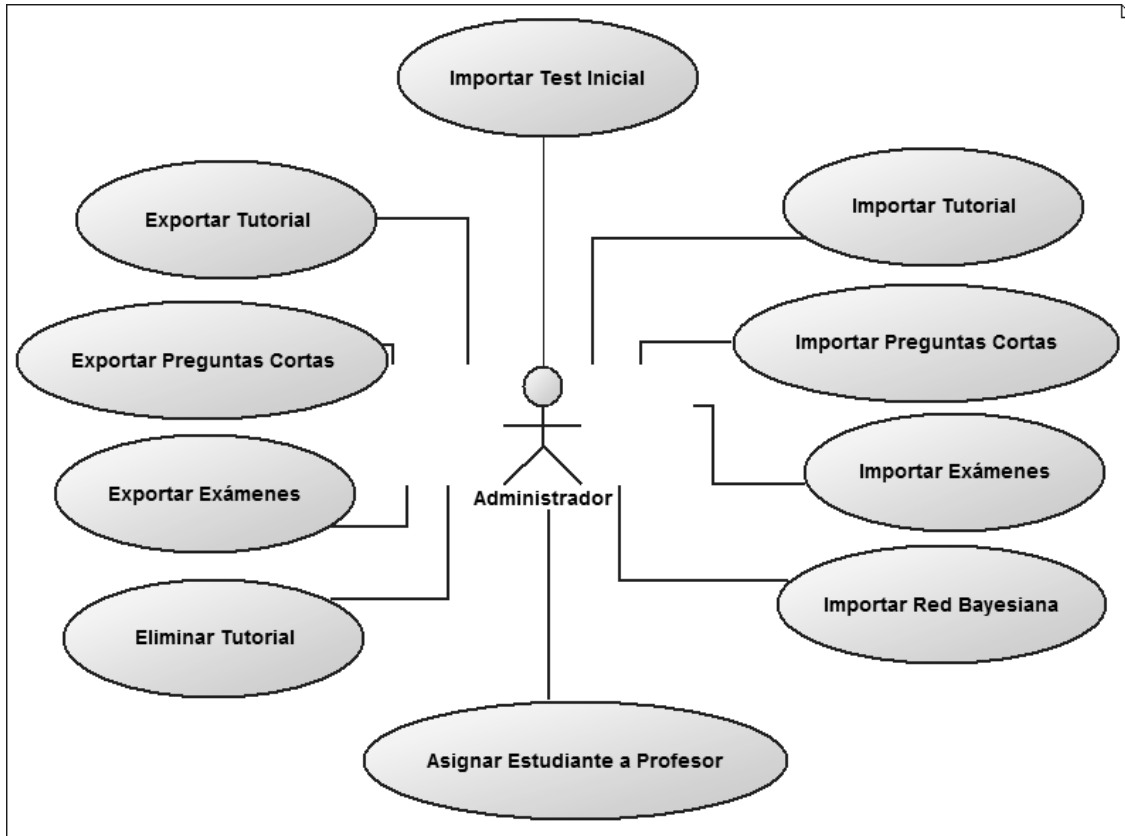 Importar Test Inicial
Exportar Tutorial
Importar Tutorial
Exportar Preguntas Cortas
Importar Preguntas Cortas
Exportar Exámenes
Administrador
Importar Exámenes
Eliminar Tutorial
Importar Red Bayesiana
Asignar Estudiante a Profesor